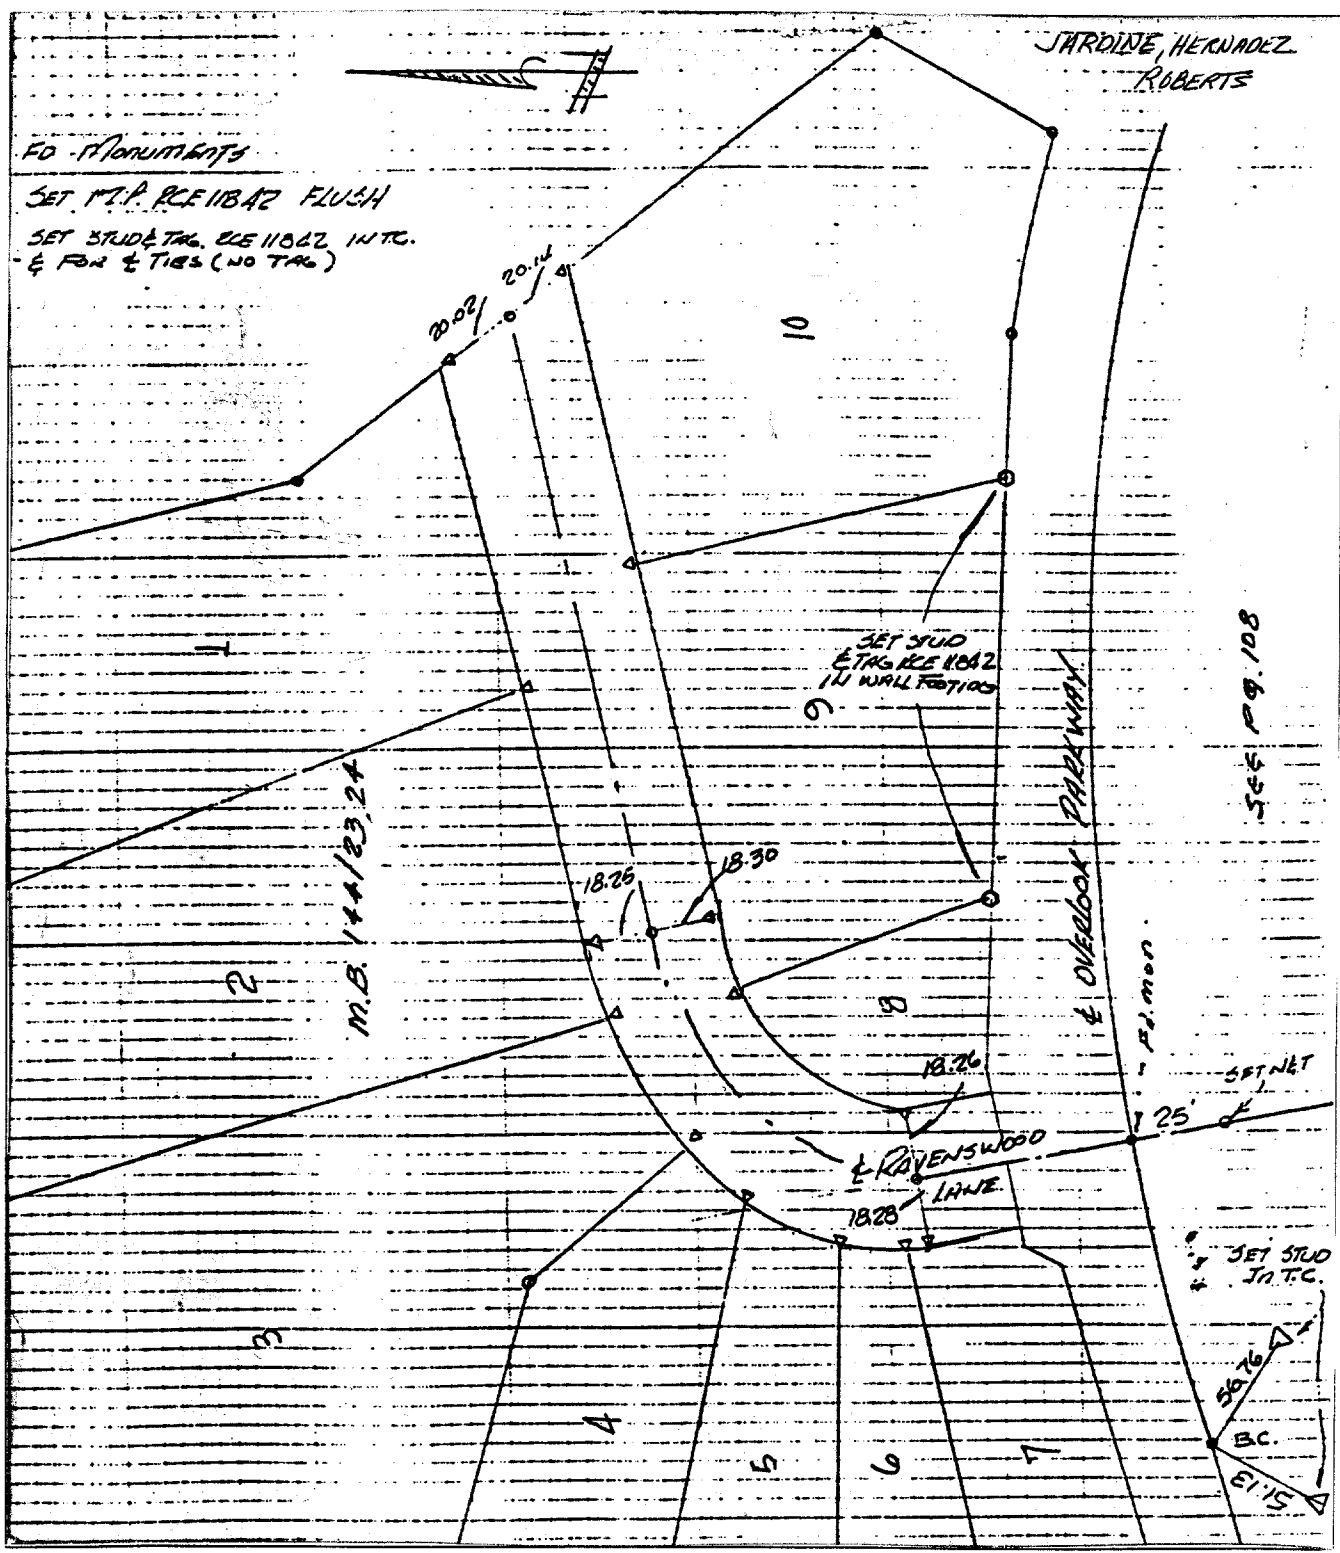 JARDINE, HERNADEZ
ROBERTS
FD MONUMENTS
SET I.P. RCE 11842 FLUSH
SET STUD & TAG. RCE 11842 IN T.C.
& FOR ℄ TIES (NO TAG)
20.02
20.14
10
1
SET STUD
& TAG RCE 11842
IN WALL FOOTING
9
SEE PG. 108
M.B. 144/23,24
℄ OVERLOOK PARKWAY
18.25
18.30
2
8
Fd. mon.
18.26
SET N&T
25'
℄ RAVENSWOOD
LANE
18.28
SET STUD
In T.C.
3
4
5
6
7
56.76
B.C.
51.13